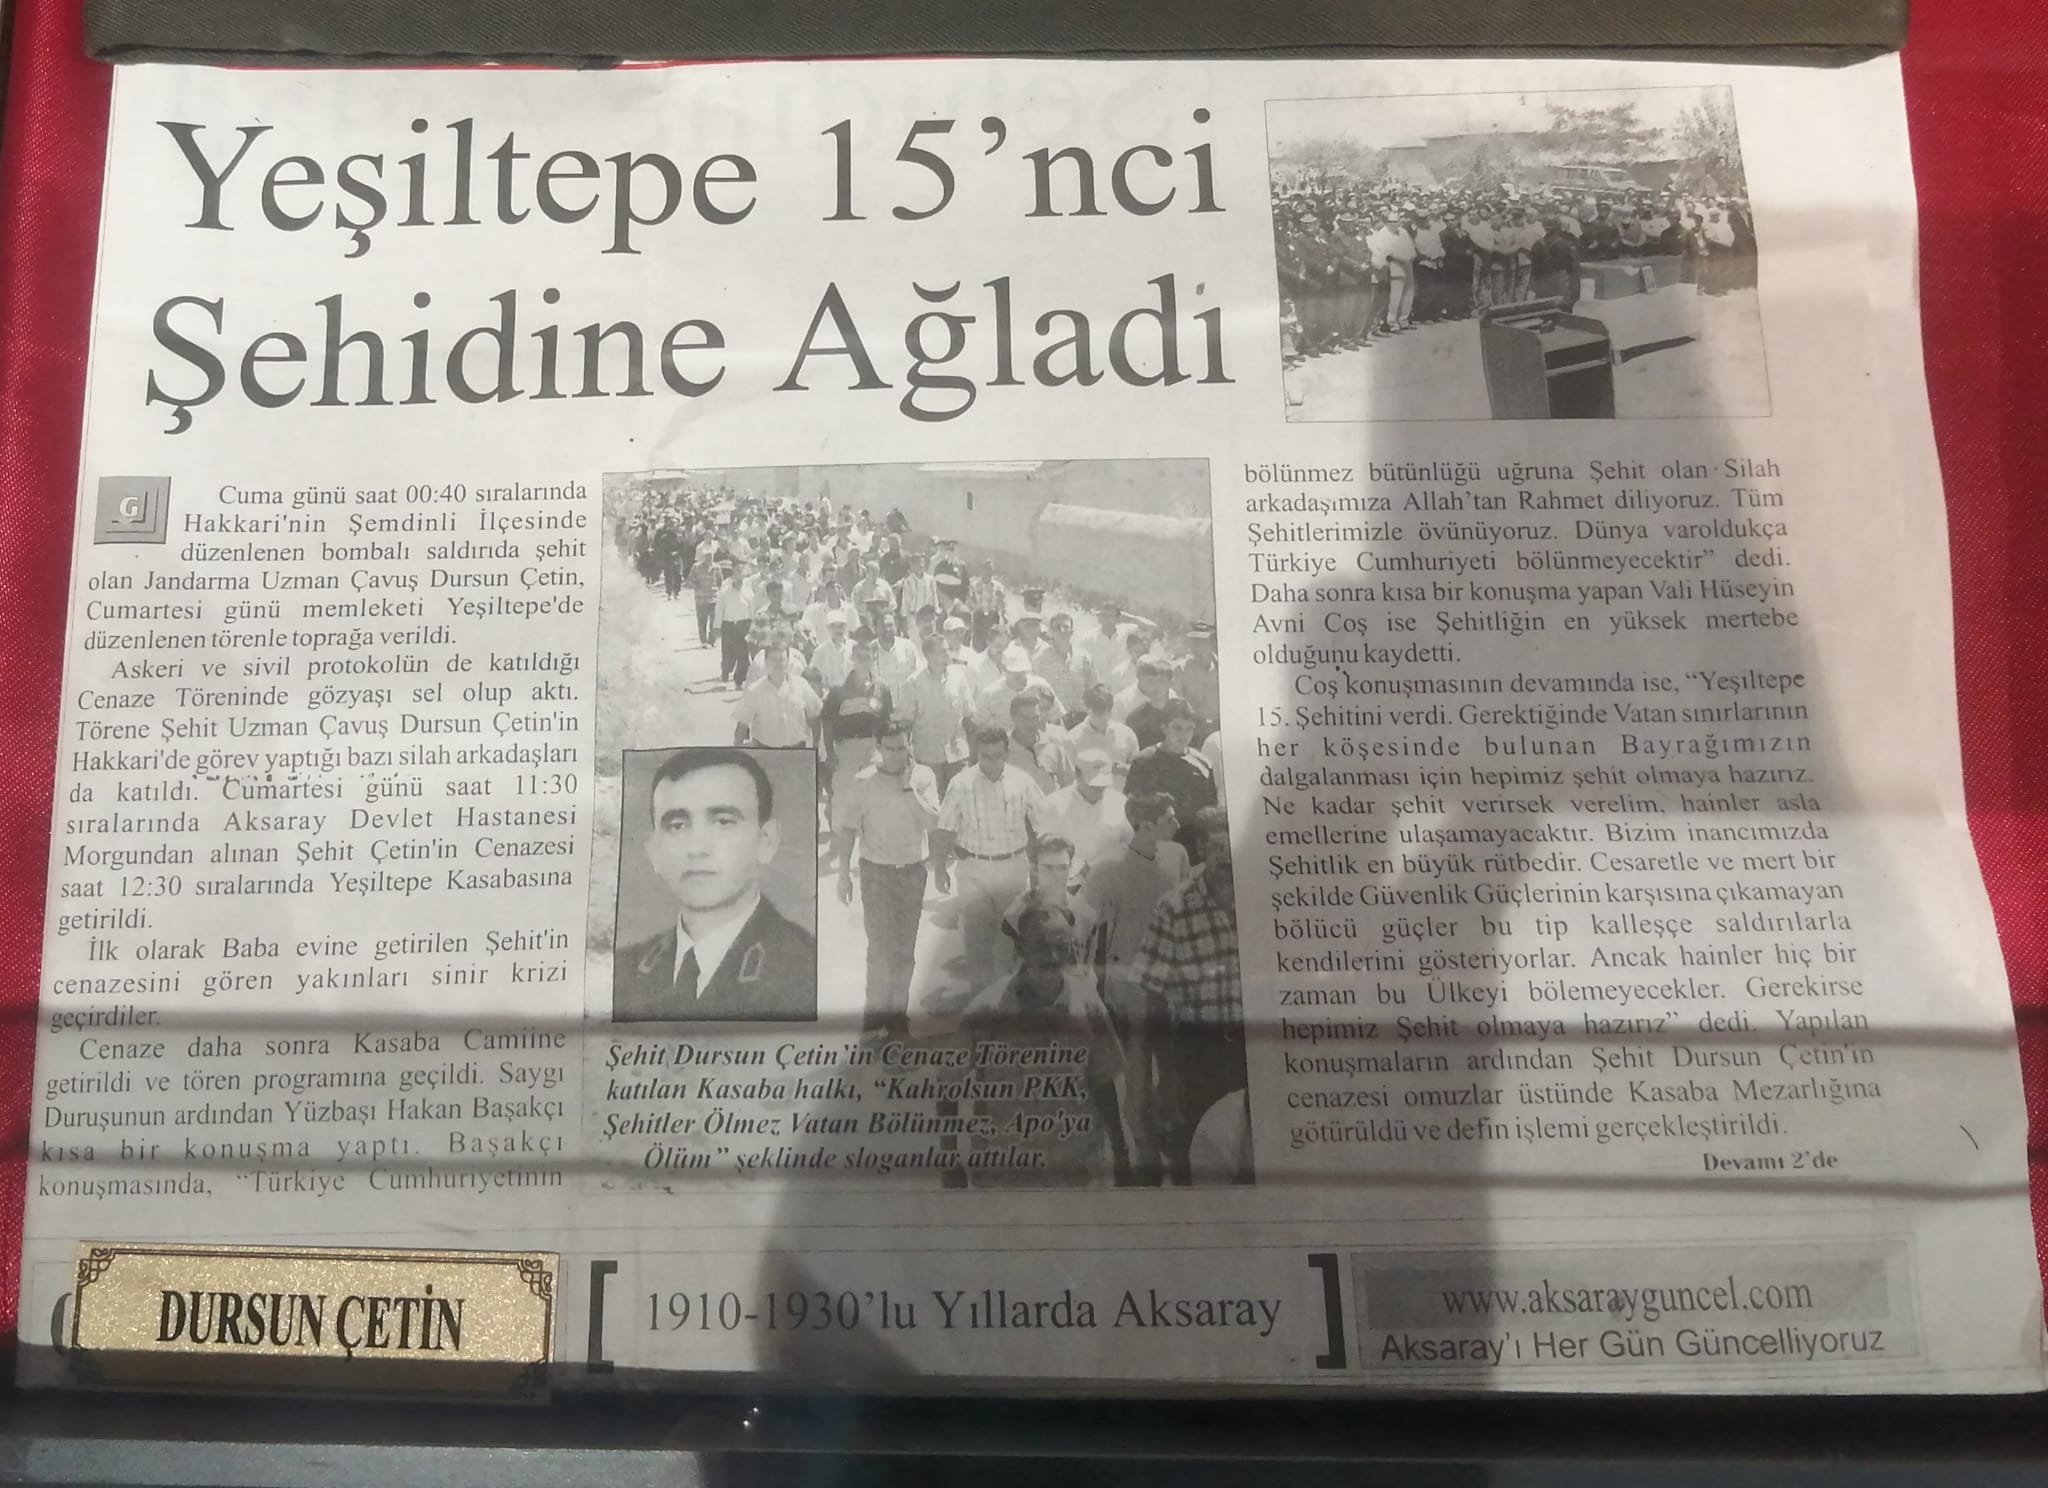 Yeşiltepe 15’nci
Şehidine Ağladi
G
Cuma günü saat 00:40 sıralarında
Hakkari'nin Şemdinli İlçesinde
düzenlenen bombalı saldırıda şehit
olan Jandarma Uzman Çavuş Dursun Çetin,
Cumartesi günü memleketi Yeşiltepe'de
düzenlenen törenle toprağa verildi.
Askeri ve sivil protokolün de katıldığı
Cenaze Töreninde gözyaşı sel olup aktı.
Törene Şehit Uzman Çavuş Dursun Çetin'in
Hakkari'de görev yaptığı bazı silah arkadaşları
da katıldı. Cumartesi günü saat 11:30
sıralarında Aksaray Devlet Hastanesi
Morgundan alınan Şehit Çetin'in Cenazesi
saat 12:30 sıralarında Yeşiltepe Kasabasına
getirildi.
İlk olarak Baba evine getirilen Şehit'in
cenazesini gören yakınları sinir krizi
geçirdiler.
Cenaze daha sonra Kasaba Camiine
getirildi ve tören programına geçildi. Saygı
Duruşunun ardından Yüzbaşı Hakan Başakçı
kısa bir konuşma yaptı. Başakçı
konuşmasında, “Türkiye Cumhuriyetinin
Şehit Dursun Çetin’in Cenaze Törenine
katılan Kasaba halkı, “Kahrolsun PKK,
Şehitler Ölmez Vatan Bölünmez, Apo'ya
Ölüm” şeklinde sloganlar attılar.
bölünmez bütünlüğü uğruna Şehit olan Silah
arkadaşımıza Allah’tan Rahmet diliyoruz. Tüm
Şehitlerimizle övünüyoruz. Dünya varoldukça
Türkiye Cumhuriyeti bölünmeyecektir” dedi.
Daha sonra kısa bir konuşma yapan Vali Hüseyin
Avni Coş ise Şehitliğin en yüksek mertebe
olduğunu kaydetti.
Coş konuşmasının devamında ise, “Yeşiltepe
15. Şehitini verdi. Gerektiğinde Vatan sınırlarının
her köşesinde bulunan Bayrağımızın
dalgalanması için hepimiz şehit olmaya hazırız.
Ne kadar şehit verirsek verelim, hainler asla
emellerine ulaşamayacaktır. Bizim inancımızda
Şehitlik en büyük rütbedir. Cesaretle ve mert bir
şekilde Güvenlik Güçlerinin karşısına çıkamayan
bölücü güçler bu tip kalleşçe saldırılarla
kendilerini gösteriyorlar. Ancak hainler hiç bir
zaman bu Ülkeyi bölemeyecekler. Gerekirse
hepimiz Şehit olmaya hazırız” dedi. Yapılan
konuşmaların ardından Şehit Dursun Çetin’in
cenazesi omuzlar üstünde Kasaba Mezarlığına
götürüldü ve defin işlemi gerçekleştirildi.
Devamı 2’de
DURSUN ÇETİN
[ 1910-1930’lu Yıllarda Aksaray ]
www.aksarayguncel.com
Aksaray’ı Her Gün Güncelliyoruz